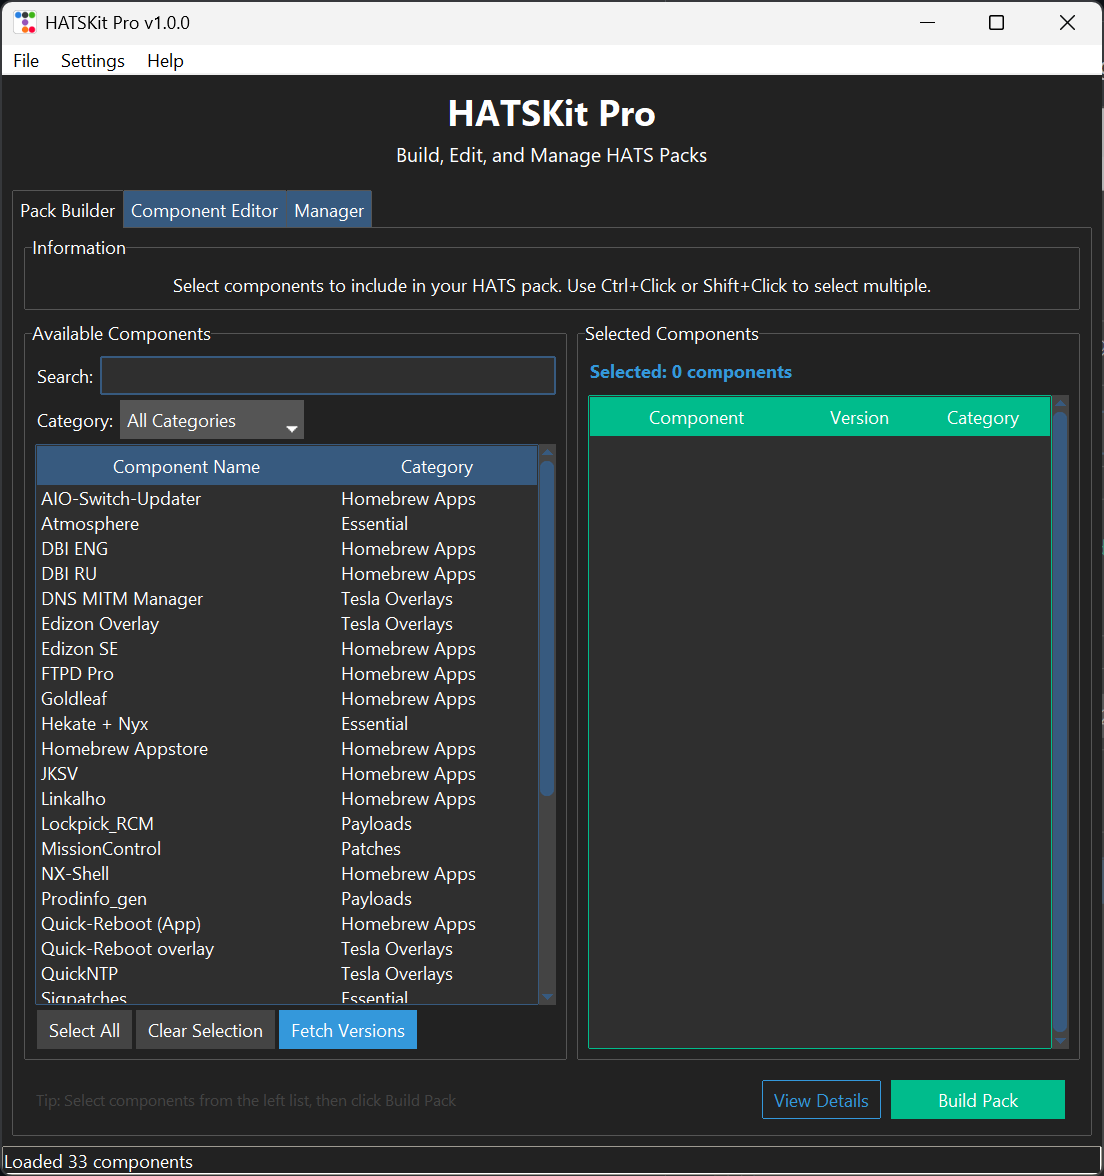 HATSKit Pro v1.0.0
File Settings Help
HATSKit Pro
Build, Edit, and Manage HATS Packs
Pack Builder Component Editor Manager
Information
Select components to include in your HATS pack. Use Ctrl+Click or Shift+Click to select multiple.
Available Components
Search:
Category: All Categories
Component Name Category
AIO-Switch-Updater Homebrew Apps
Atmosphere Essential
DBI ENG Homebrew Apps
DBI RU Homebrew Apps
DNS MITM Manager Tesla Overlays
Edizon Overlay Tesla Overlays
Edizon SE Homebrew Apps
FTPD Pro Homebrew Apps
Goldleaf Homebrew Apps
Hekate + Nyx Essential
Homebrew Appstore Homebrew Apps
JKSV Homebrew Apps
Linkalho Homebrew Apps
Lockpick_RCM Payloads
MissionControl Patches
NX-Shell Homebrew Apps
Prodinfo_gen Payloads
Quick-Reboot (App) Homebrew Apps
Quick-Reboot overlay Tesla Overlays
QuickNTP Tesla Overlays
Sigpatches Essential
Select All Clear Selection Fetch Versions
Selected Components
Selected: 0 components
Component Version Category
Tip: Select components from the left list, then click Build Pack
View Details Build Pack
Loaded 33 components